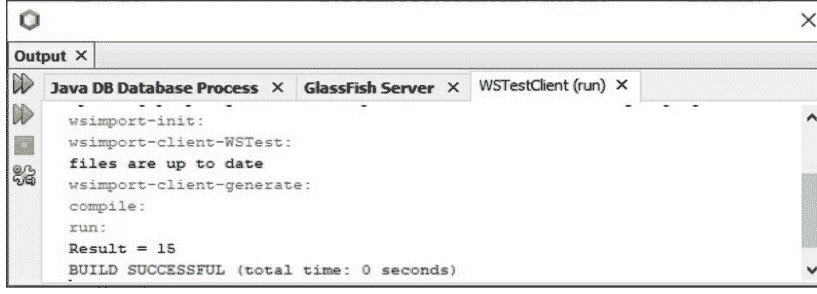 Output
Java DB Database Process GlassFish Server WSTestClient (run)
wsimport-init:
wsimport-client-WSTest:
files are up to date
wsimport-client-generate:
compile:
run:
Result = 15
BUILD SUCCESSFUL (total time: 0 seconds)